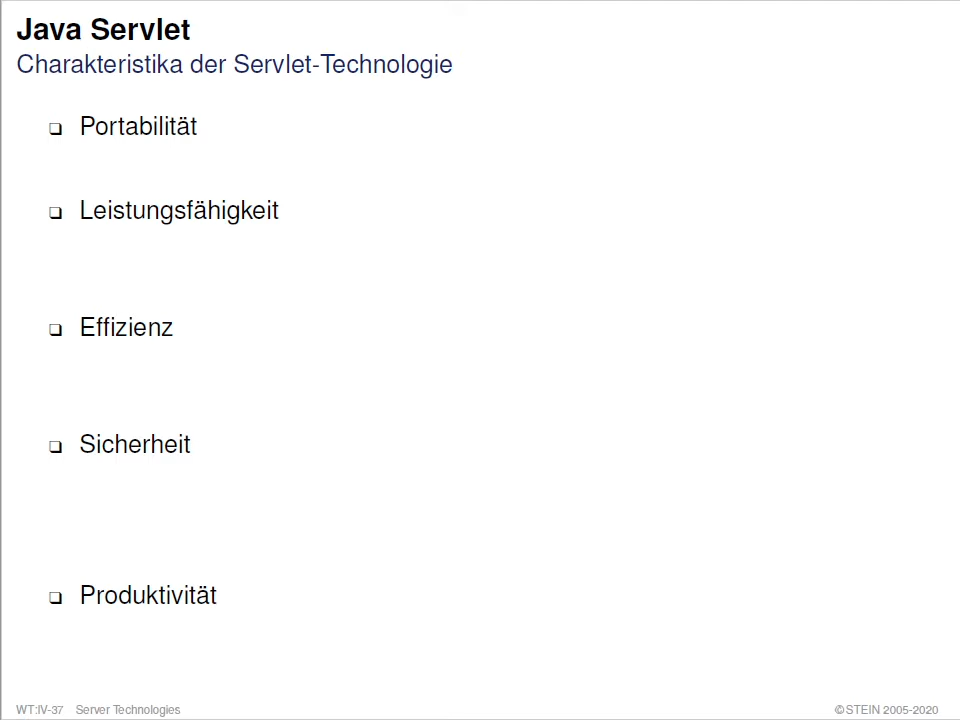 Java Servlet
Charakteristika der Servlet-Technologie
❑ Portabilität
❑ Leistungsfähigkeit
❑ Effizienz
❑ Sicherheit
❑ Produktivität
WT:IV-37 Server Technologies ©STEIN 2005-2020